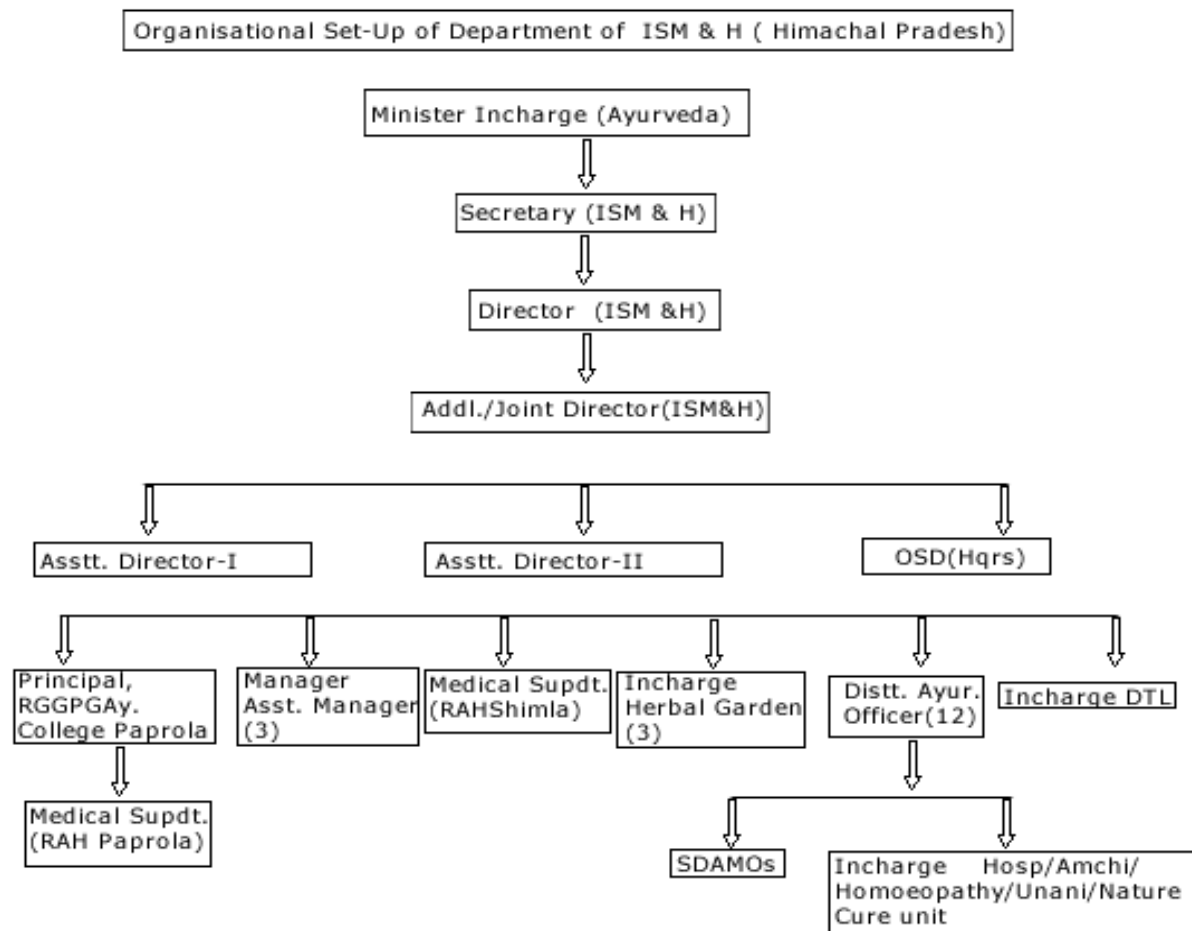 Organisational Set-Up of Department of ISM & H ( Himachal Pradesh)
Minister Incharge (Ayurveda)
Secretary (ISM & H)
Director (ISM &H)
Addl./Joint Director(ISM&H)
Asstt. Director-I
Asstt. Director-II
OSD(Hqrs)
Principal,
RGGPGAy.
College Paprola
Manager
Asst. Manager
(3)
Medical Supdt.
(RAHShimla)
Incharge
Herbal Garden
(3)
Distt. Ayur.
Officer(12)
Incharge DTL
Medical Supdt.
(RAH Paprola)
SDAMOs
Incharge Hosp/Amchi/
Homoeopathy/Unani/Nature
Cure unit